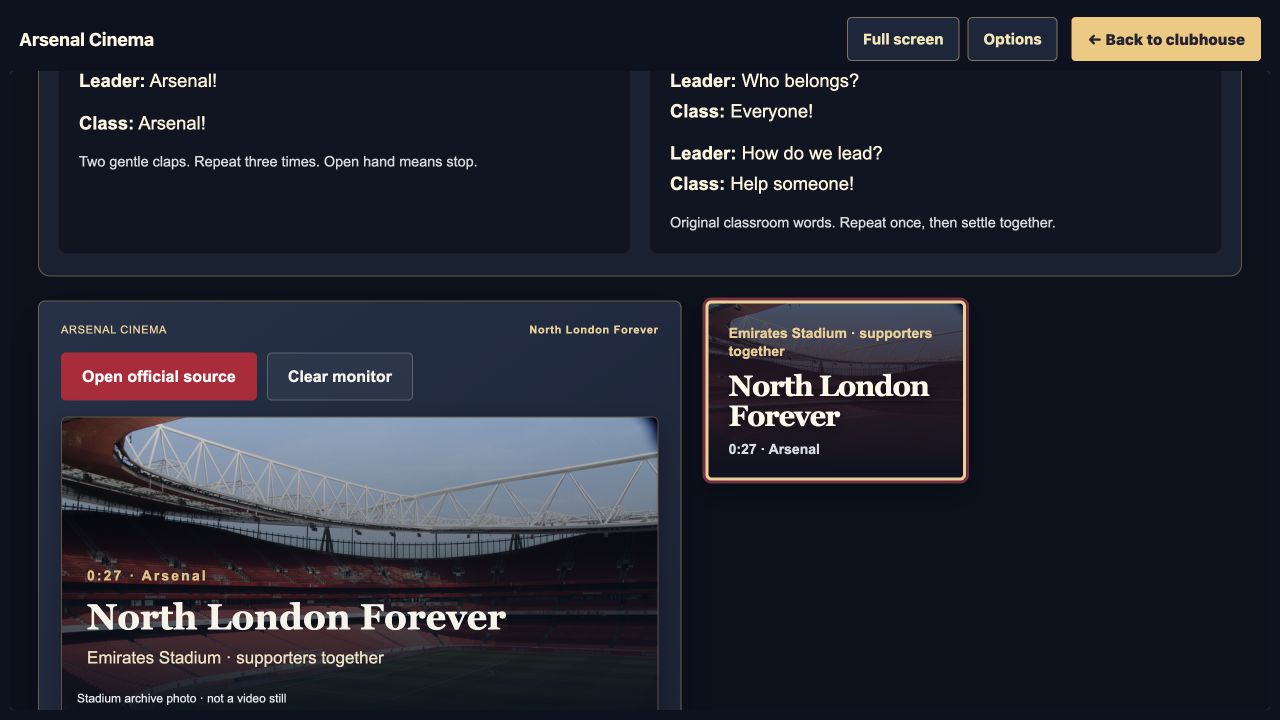 Arsenal Cinema
Full screen
Options
← Back to clubhouse
Leader: Arsenal!
Class: Arsenal!
Two gentle claps. Repeat three times. Open hand means stop.
Leader: Who belongs?
Class: Everyone!
Leader: How do we lead?
Class: Help someone!
Original classroom words. Repeat once, then settle together.
ARSENAL CINEMA
North London Forever
Open official source
Clear monitor
0:27 · Arsenal
North London Forever
Emirates Stadium · supporters together
Stadium archive photo · not a video still
Emirates Stadium · supporters
together
North London
Forever
0:27 · Arsenal